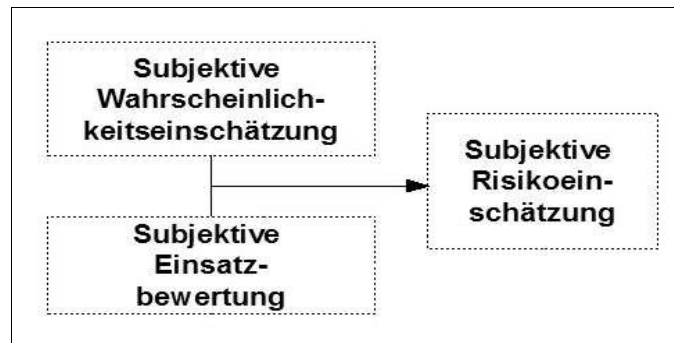 Subjektive
Wahrscheinlich-
keitseinschätzung
Subjektive
Einsatz-
bewertung
Subjektive
Risikoein-
schätzung